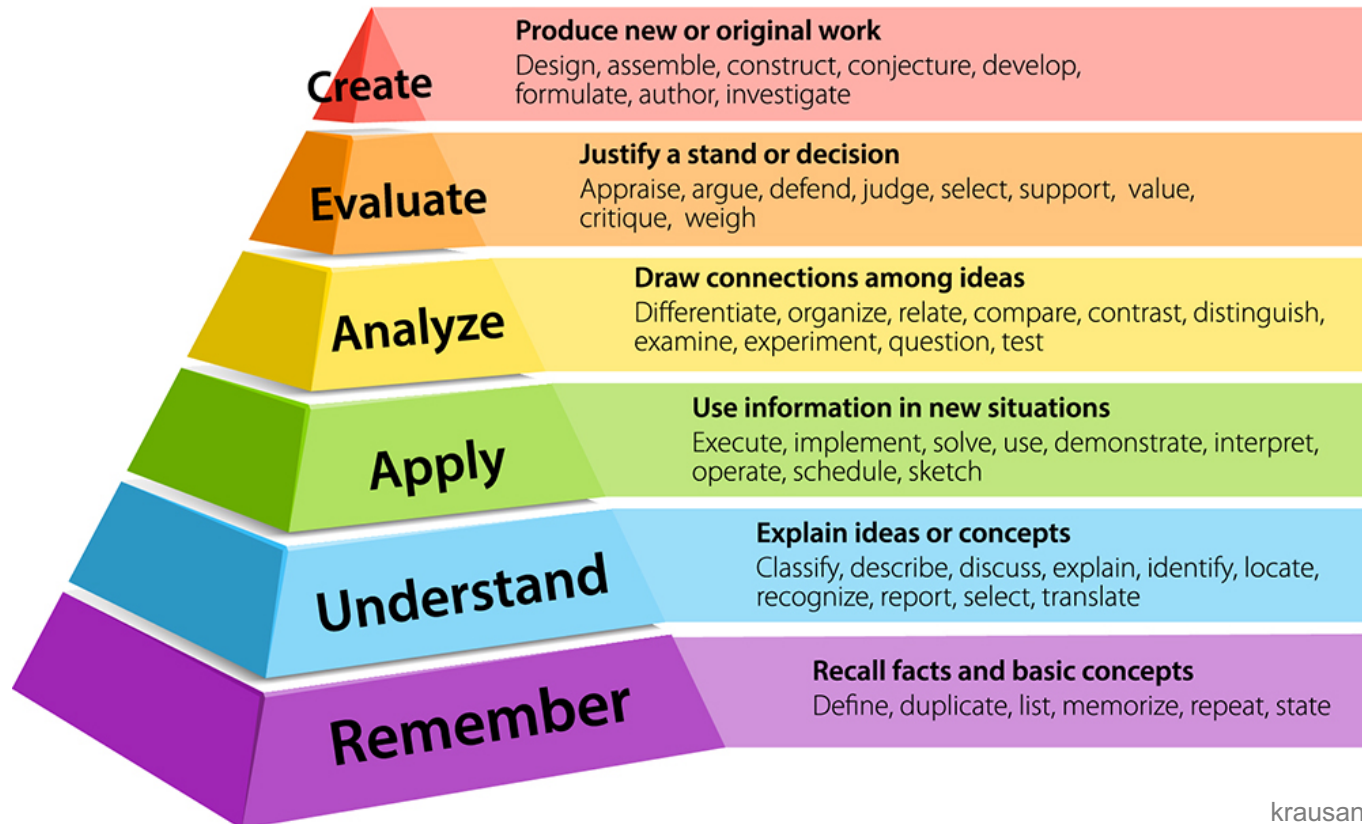 Create
Produce new or original work
Design, assemble, construct, conjecture, develop,
formulate, author, investigate
Evaluate
Justify a stand or decision
Appraise, argue, defend, judge, select, support, value,
critique, weigh
Analyze
Draw connections among ideas
Differentiate, organize, relate, compare, contrast, distinguish,
examine, experiment, question, test
Apply
Use information in new situations
Execute, implement, solve, use, demonstrate, interpret,
operate, schedule, sketch
Understand
Explain ideas or concepts
Classify, describe, discuss, explain, identify, locate,
recognize, report, select, translate
Remember
Recall facts and basic concepts
Define, duplicate, list, memorize, repeat, state
krausan